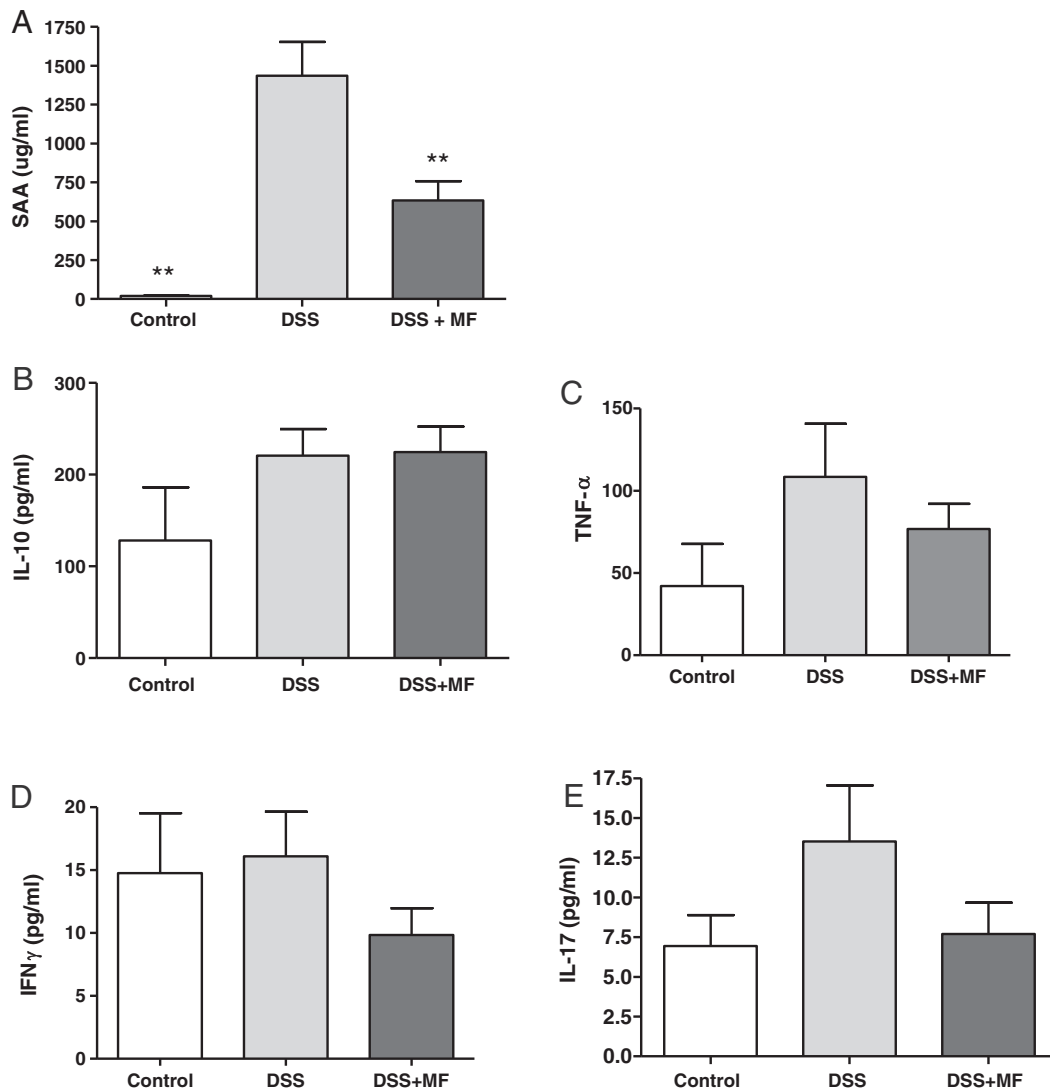 A
SAA (ug/ml)
1750
1500
1250
1000
750
500
250
0
**
**
Control DSS DSS + MF
B
IL-10 (pg/ml)
300
200
100
0
Control DSS DSS+MF
C
TNF-α
150
100
50
0
Control DSS DSS+MF
D
IFNγ (pg/ml)
20
15
10
5
0
Control DSS DSS+MF
E
IL-17 (pg/ml)
17.5
15.0
12.5
10.0
7.5
5.0
2.5
0.0
Control DSS DSS+MF